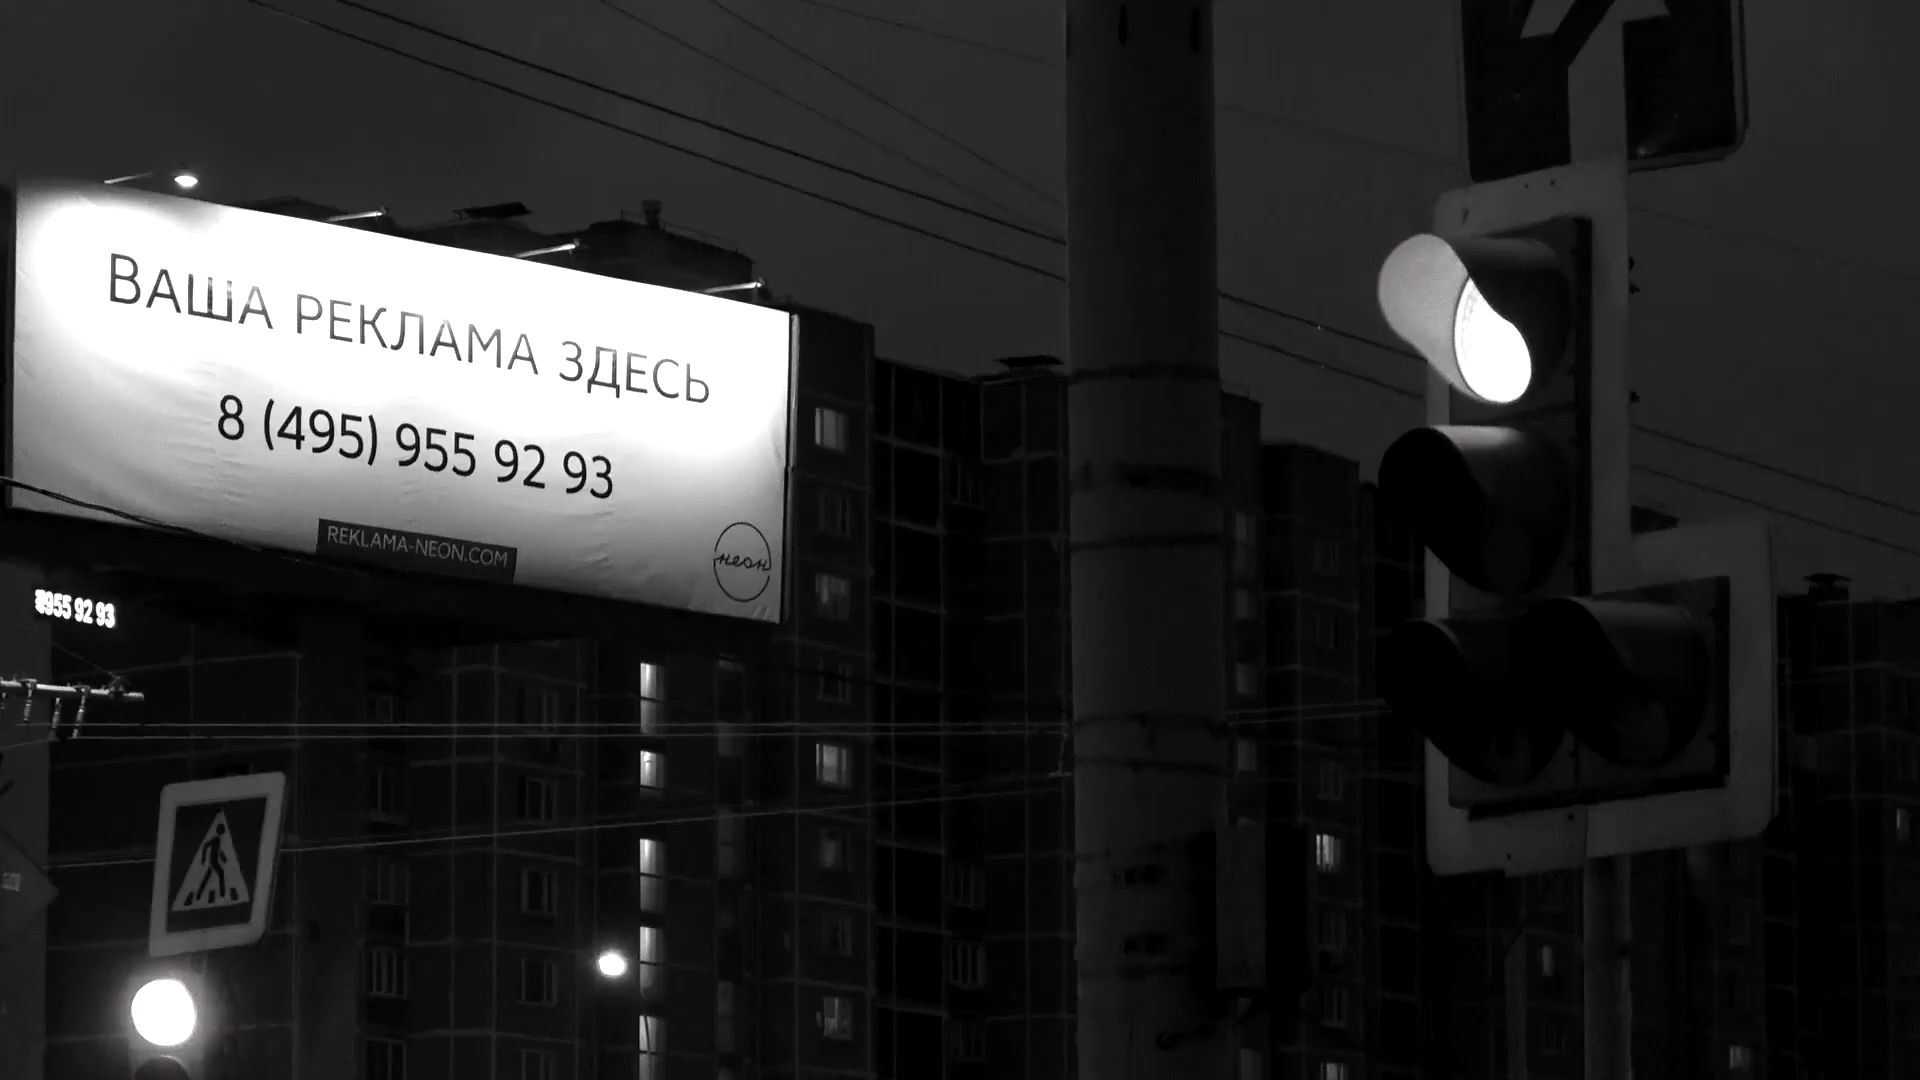 ВАША РЕКЛАМА ЗДЕСЬ
8 (495) 955 92 93
REKLAMA-NEON.COM
неон
955 92 93